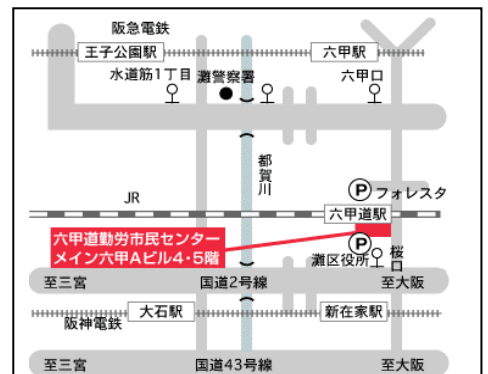 阪急電鉄
王子公園駅
六甲駅
水道筋1丁目
灘警察署
六甲口
都賀川
P
フォレスタ
JR
六甲道駅
六甲道勤労市民センター
メイン六甲Aビル4・5階
P
灘区役所
桜口
至三宮
国道2号線
至大阪
大石駅
新在家駅
阪神電鉄
至三宮
国道43号線
至大阪